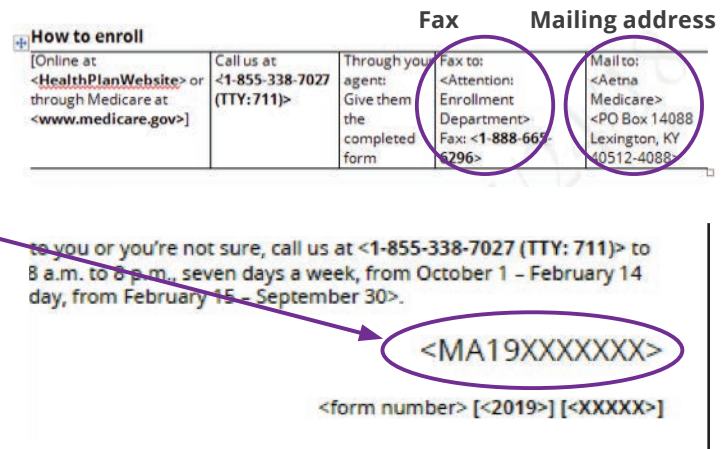 Fax Mailing address
How to enroll
[Online at
<HealthPlanWebsite> or
through Medicare at
<www.medicare.gov>]
Call us at
<1-855-338-7027
(TTY:711)>
Through your
agent:
Give them
the
completed
form
Fax to:
<Attention:
Enrollment
Department>
Fax: <1-888-665-
6296>
Mail to:
<Aetna
Medicare>
<PO Box 14088
Lexington, KY
40512-4088>
to you or you're not sure, call us at <1-855-338-7027 (TTY: 711)> to
8 a.m. to 8 p.m., seven days a week, from October 1 – February 14
day, from February 15 – September 30>.
<MA19XXXXXXX>
<form number> [<2019>] [<XXXXX>]